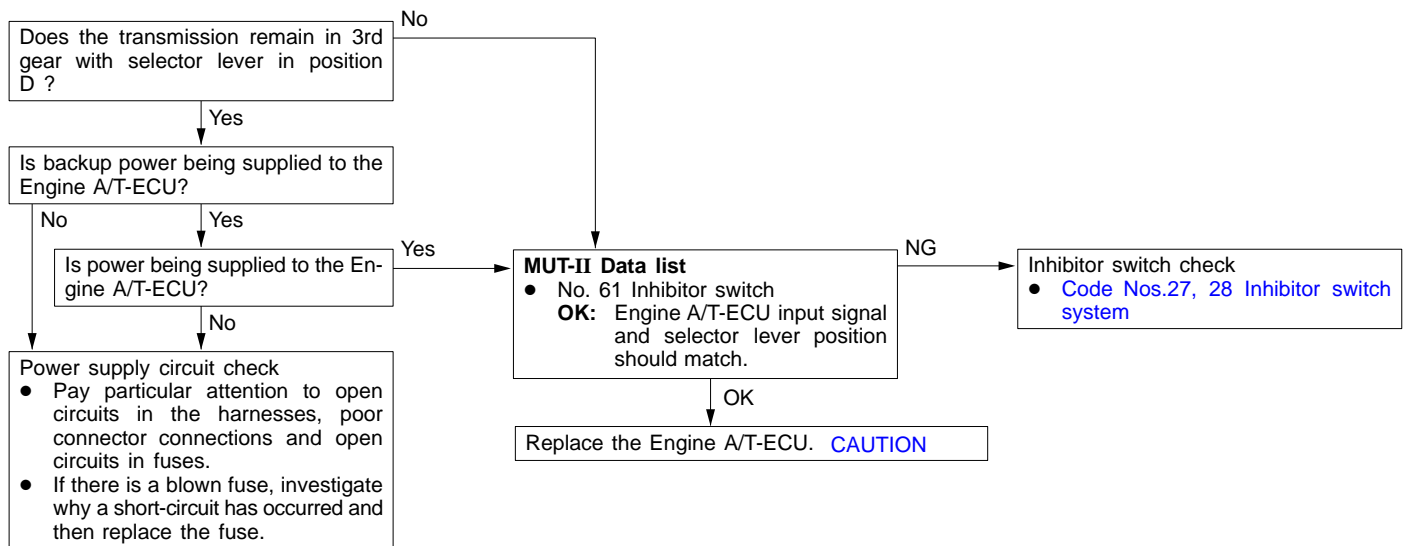 Does the transmission remain in 3rd
gear with selector lever in position
D ?
No
Yes
Is backup power being supplied to the
Engine A/T-ECU?
No
Yes
Is power being supplied to the En-
gine A/T-ECU?
Yes
No
Power supply circuit check
● Pay particular attention to open
circuits in the harnesses, poor
connector connections and open
circuits in fuses.
● If there is a blown fuse, investigate
why a short-circuit has occurred and
then replace the fuse.
MUT-II Data list
● No. 61 Inhibitor switch
OK: Engine A/T-ECU input signal
and selector lever position
should match.
NG
OK
Replace the Engine A/T-ECU. CAUTION
Inhibitor switch check
● Code Nos.27, 28 Inhibitor switch
system